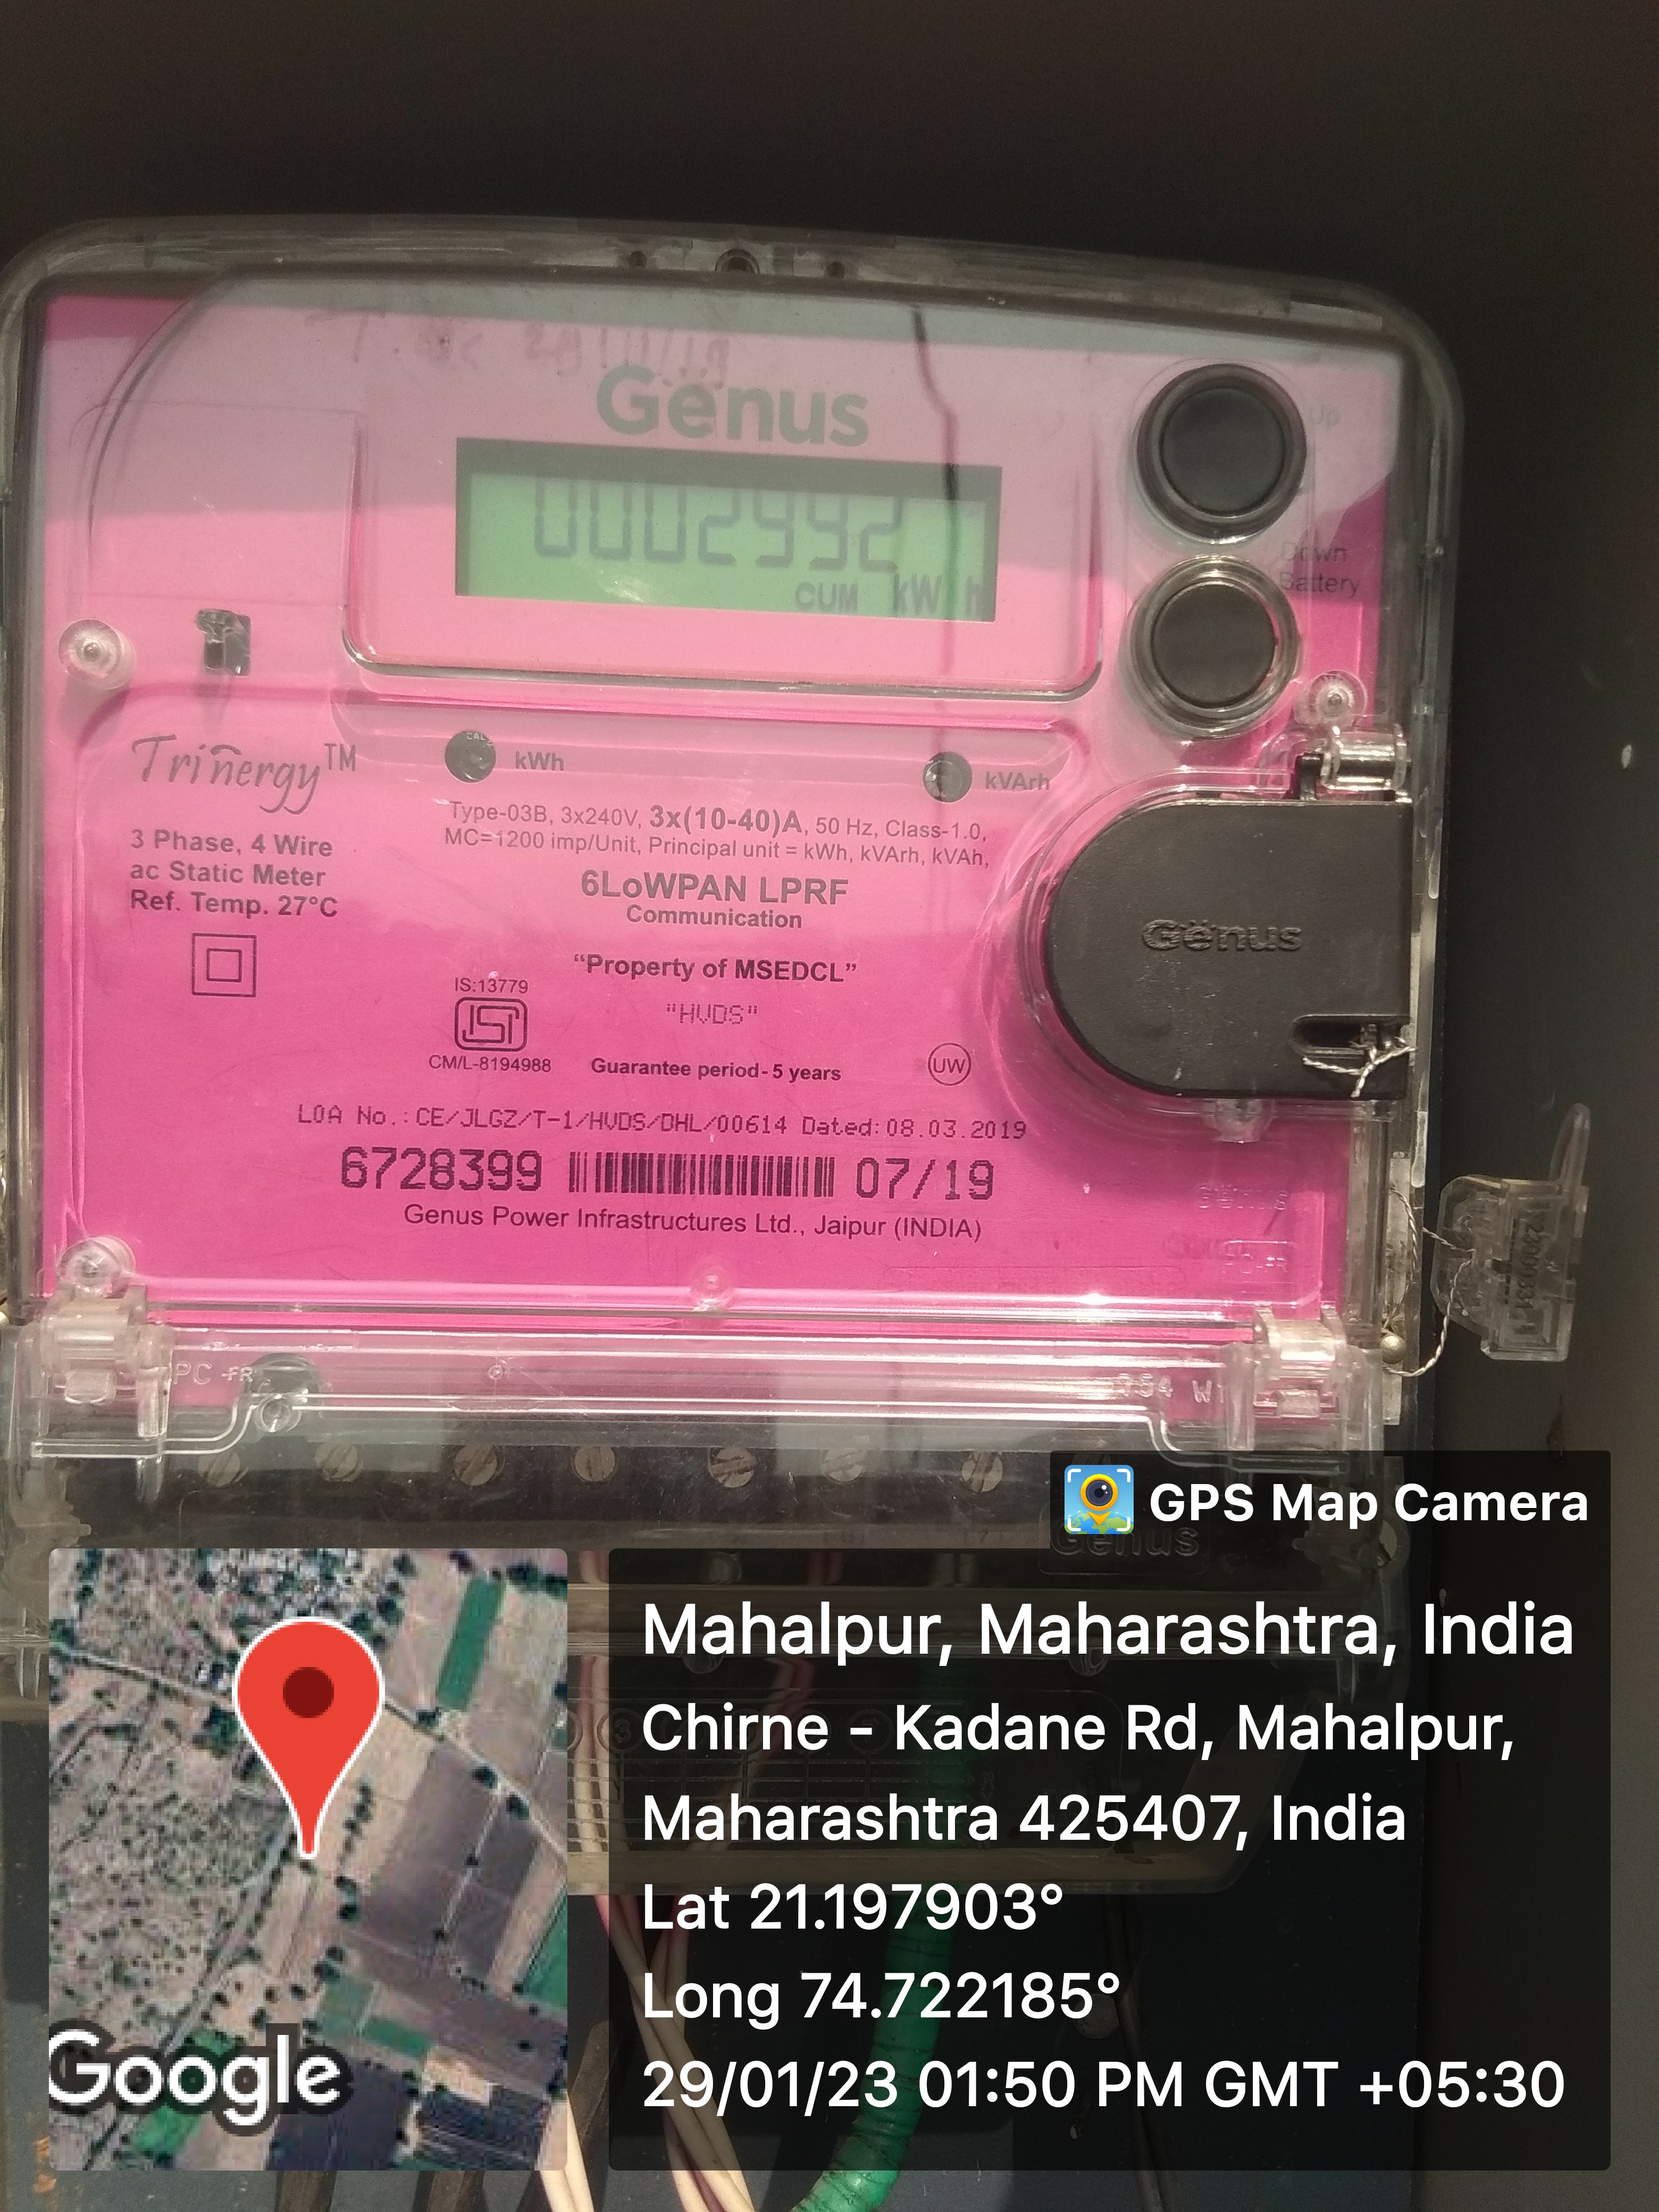 Genus
0002992
CUM kWh
Up
Down
Battery
Trinergy™
kWh
kVArh
3 Phase, 4 Wire
ac Static Meter
Ref. Temp. 27°C
Type-03B, 3x240V, 3x(10-40)A, 50 Hz, Class-1.0,
MC=1200 imp/Unit, Principal unit = kWh, kVArh, kVAh,
6LoWPAN LPRF
Communication
Genus
"Property of MSEDCL"
"HVDS"
IS:13779
ISI
CM/L-8194988
Guarantee period- 5 years
UW
LOA No.:CE/JLGZ/T-1/HVDS/DHL/00614 Dated:08.03.2019
6728399 07/19
Genus Power Infrastructures Ltd., Jaipur (INDIA)
Genus
PC -FR
GPS Map Camera
Genus
Mahalpur, Maharashtra, India
Chirne - Kadane Rd, Mahalpur,
Maharashtra 425407, India
Lat 21.197903°
Long 74.722185°
29/01/23 01:50 PM GMT +05:30
Google